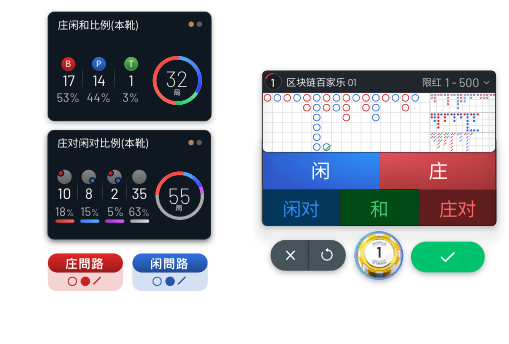 庄闲和比例(本靴)
B P T
17 14 1
53% 44% 3%
32
局
庄对闲对比例(本靴)
10 8 2 35
18% 15% 5% 63%
55
局
庄問路
闲問路
1 区块链百家乐 01
限红 1 - 500
闲 庄
闲对 和 庄对
1